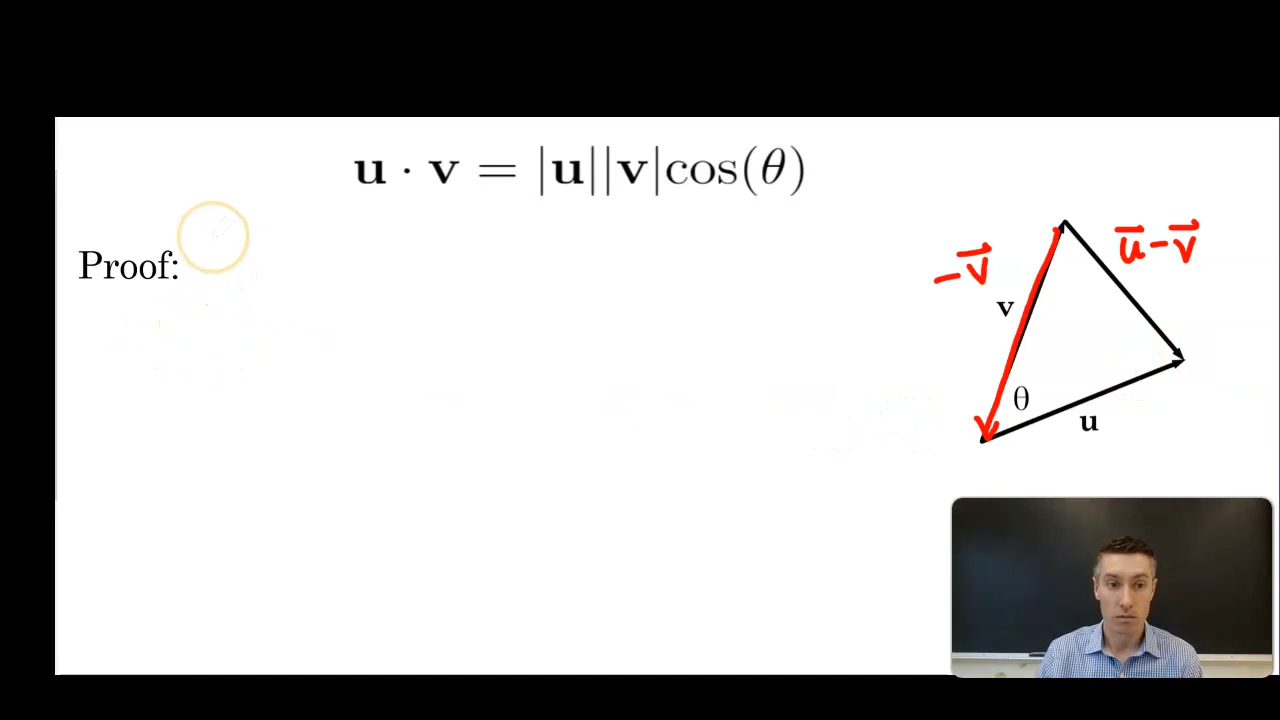 𝐮 · 𝐯 = |𝐮||𝐯|cos(θ)
Proof:
u⃗ - v⃗
-v⃗
v
θ
u